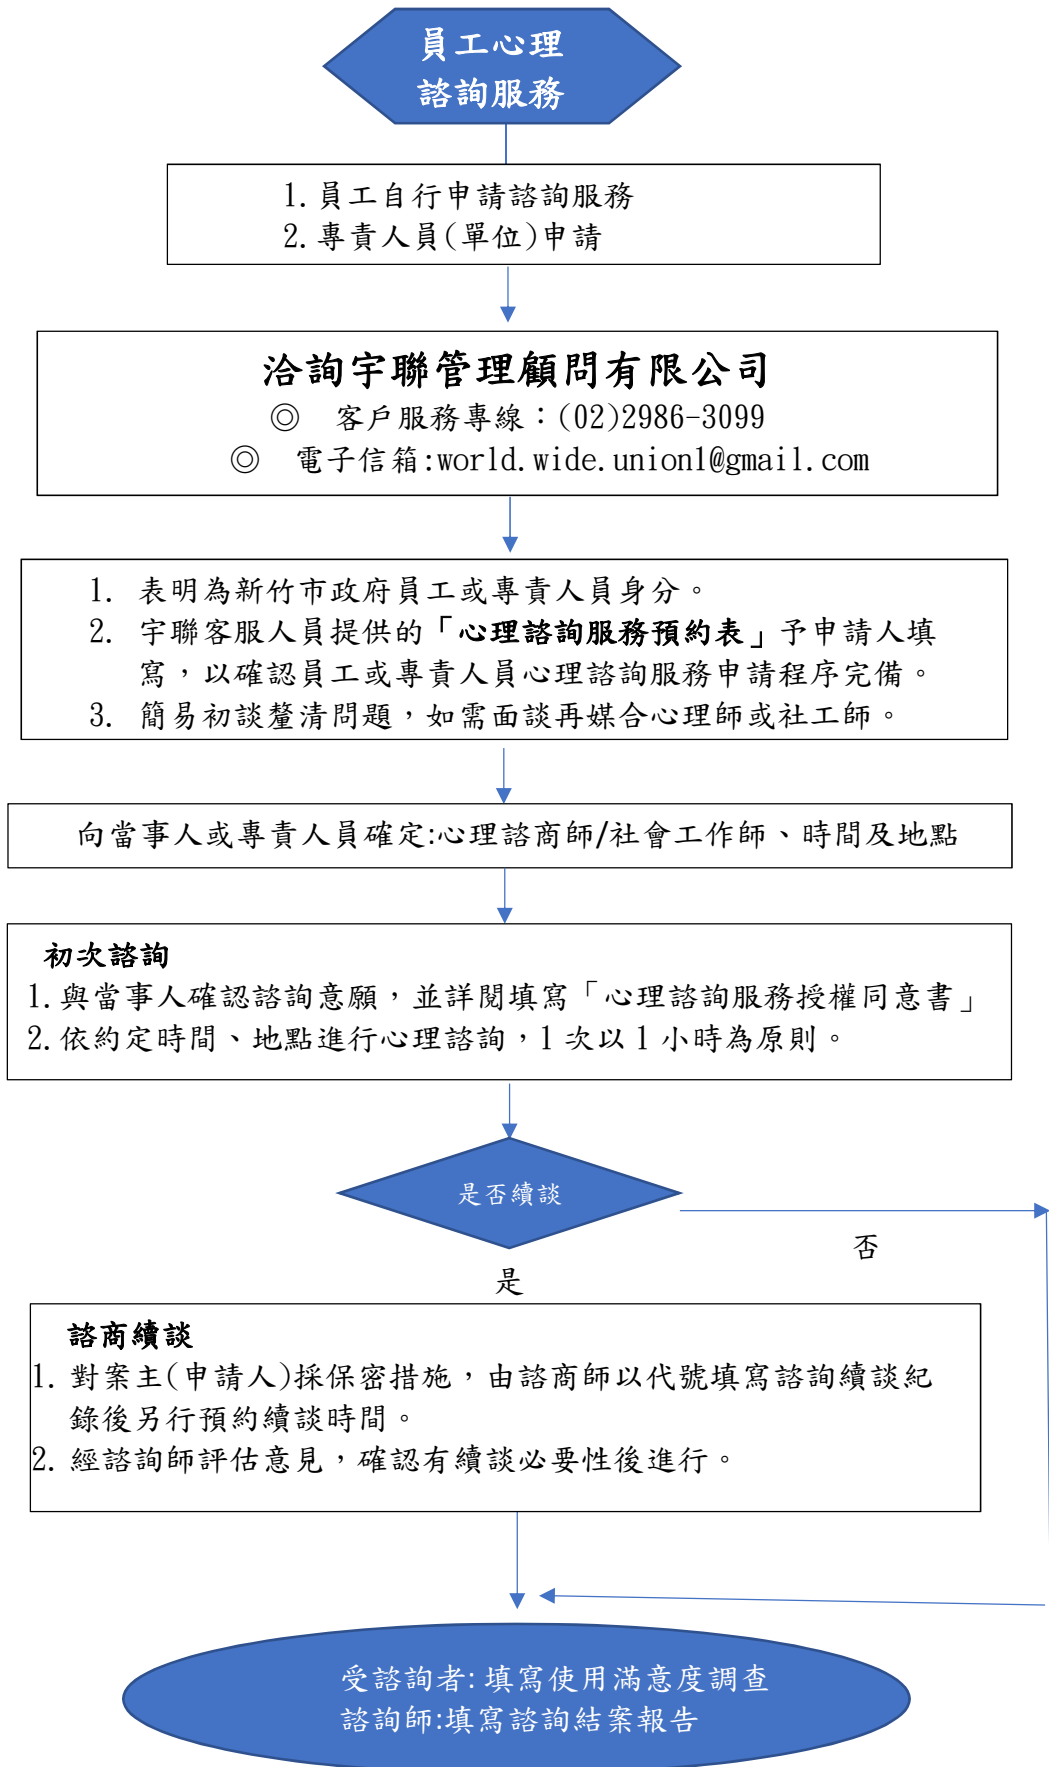 員工心理
諮詢服務
1.員工自行申請諮詢服務
2.專責人員(單位)申請
洽詢宇聯管理顧問有限公司
◎　客戶服務專線：(02)2986-3099
◎　電子信箱:world.wide.union1@gmail.com
1. 表明為新竹市政府員工或專責人員身分。
2. 宇聯客服人員提供的「心理諮詢服務預約表」予申請人填
寫，以確認員工或專責人員心理諮詢服務申請程序完備。
3. 簡易初談釐清問題，如需面談再媒合心理師或社工師。
向當事人或專責人員確定:心理諮商師/社會工作師、時間及地點
初次諮詢
1.與當事人確認諮詢意願，並詳閱填寫「心理諮詢服務授權同意書」
2.依約定時間、地點進行心理諮詢，1 次以 1 小時為原則。
是否續談
否
是
諮商續談
1. 對案主(申請人)採保密措施，由諮商師以代號填寫諮詢續談紀
錄後另行預約續談時間。
2. 經諮詢師評估意見，確認有續談必要性後進行。
受諮詢者:填寫使用滿意度調查
諮詢師:填寫諮詢結案報告